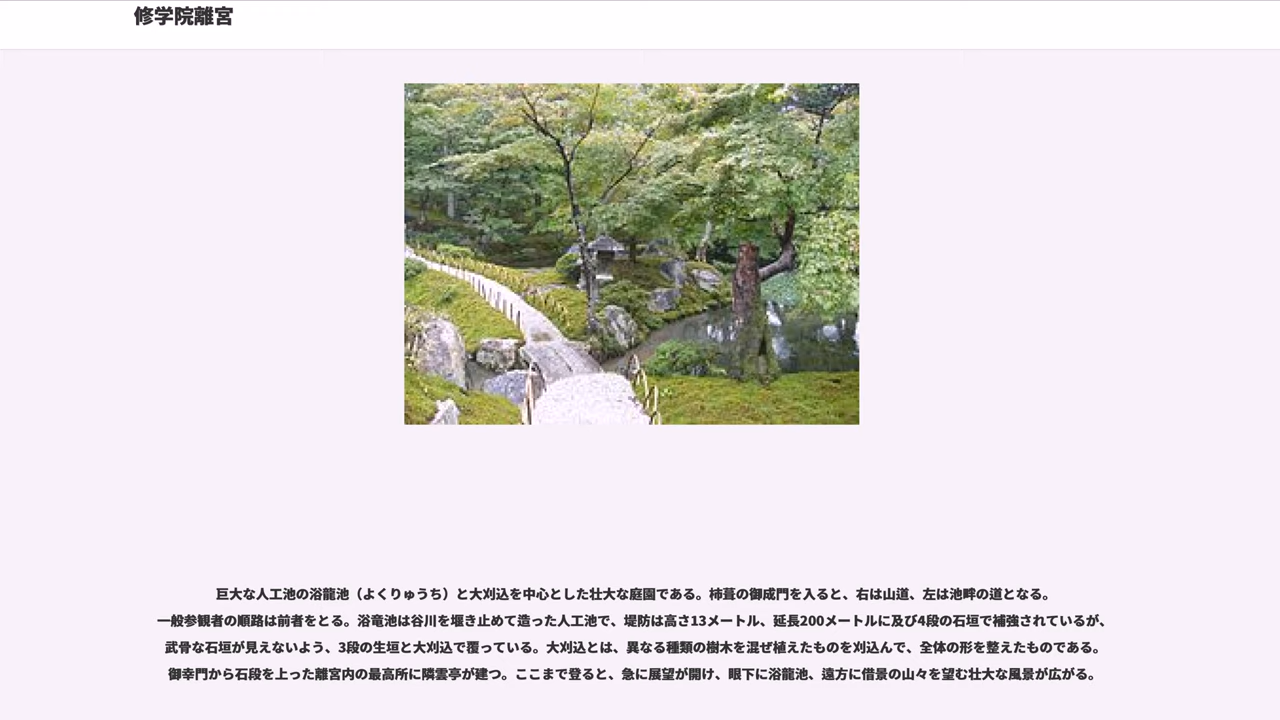 修学院離宮
巨大な人工池の浴龍池（よくりゅうち）と大刈込を中心とした壮大な庭園である。柿葺の御成門を入ると、右は山道、左は池畔の道となる。
一般参観者の順路は前者をとる。浴竜池は谷川を堰き止めて造った人工池で、堤防は高さ13メートル、延長200メートルに及び4段の石垣で補強されているが、
武骨な石垣が見えないよう、3段の生垣と大刈込で覆っている。大刈込とは、異なる種類の樹木を混ぜ植えたものを刈込んで、全体の形を整えたものである。
御幸門から石段を上った離宮内の最高所に隣雲亭が建つ。ここまで登ると、急に展望が開け、眼下に浴龍池、遠方に借景の山々を望む壮大な風景が広がる。